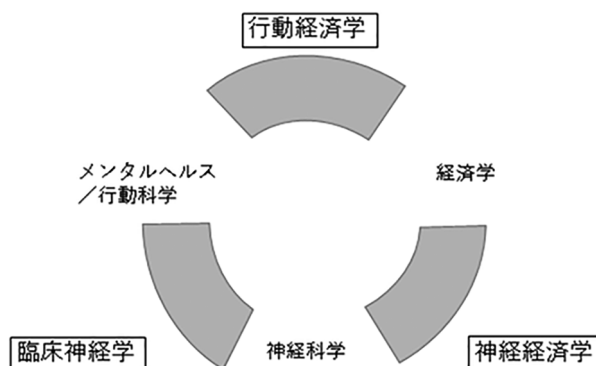 行動経済学
メンタルヘルス
／行動科学
経済学
臨床神経学
神経科学
神経経済学